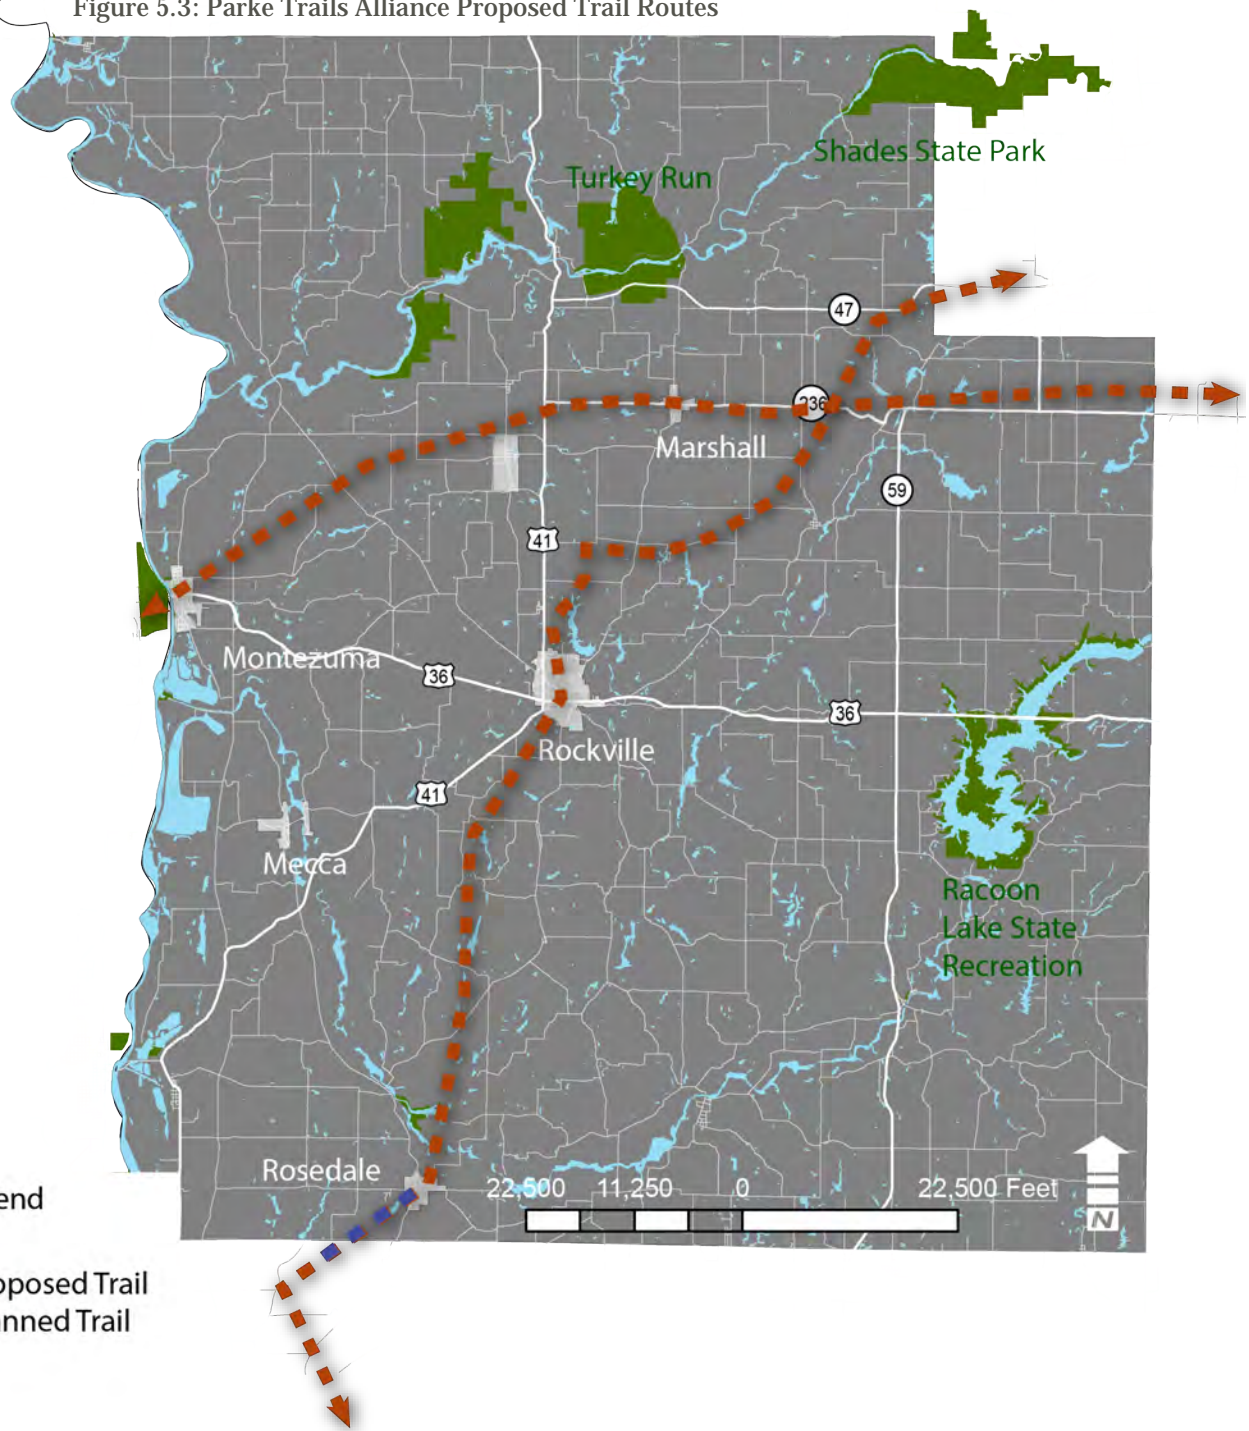 Figure 5.3: Parke Trails Alliance Proposed Trail Routes
Shades State Park
Turkey Run
47
236
Marshall
59
41
Montezuma
36
36
Rockville
41
Mecca
Racoon
Lake State
Recreation
Rosedale
22,500 11,250 0 22,500 Feet
N
end
oposed Trail
nned Trail